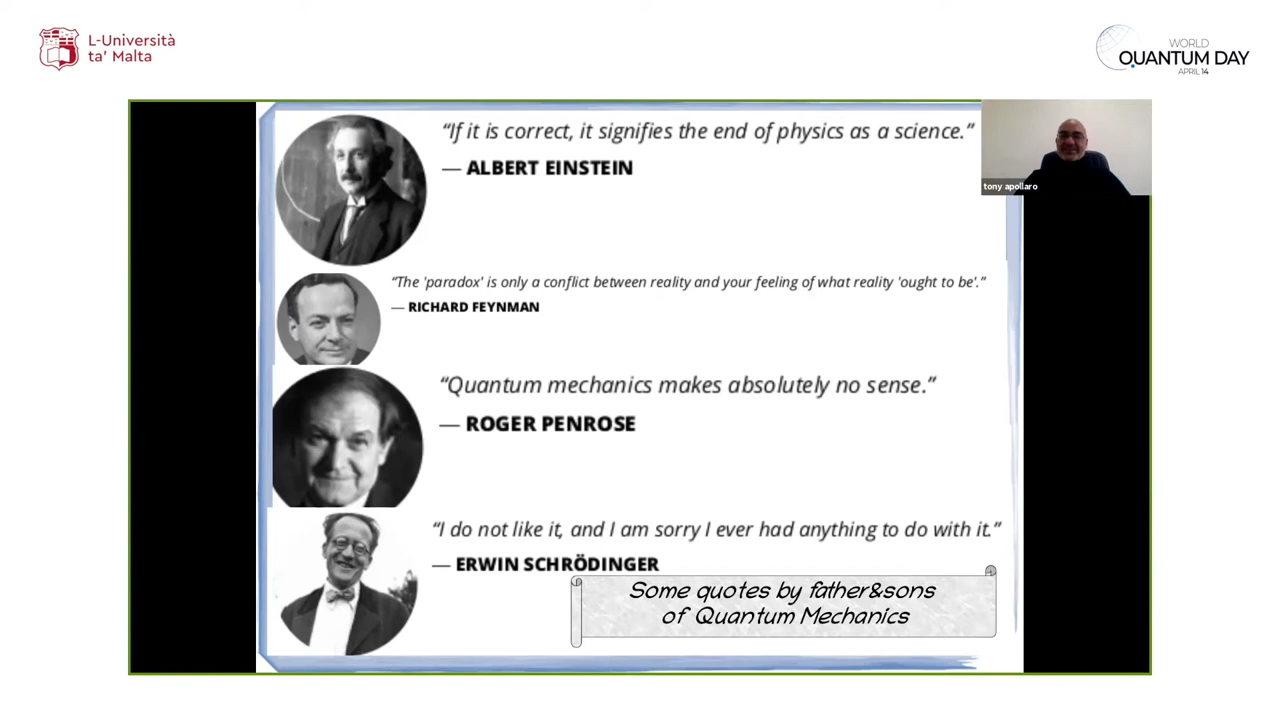 L-Università
ta' Malta
WORLD
QUANTUM DAY
APRIL 14
“If it is correct, it signifies the end of physics as a science.”
— ALBERT EINSTEIN
tony apollaro
“The 'paradox' is only a conflict between reality and your feeling of what reality 'ought to be'.”
— RICHARD FEYNMAN
“Quantum mechanics makes absolutely no sense.”
— ROGER PENROSE
“I do not like it, and I am sorry I ever had anything to do with it.”
— ERWIN SCHRÖDINGER
Some quotes by father&sons
of Quantum Mechanics